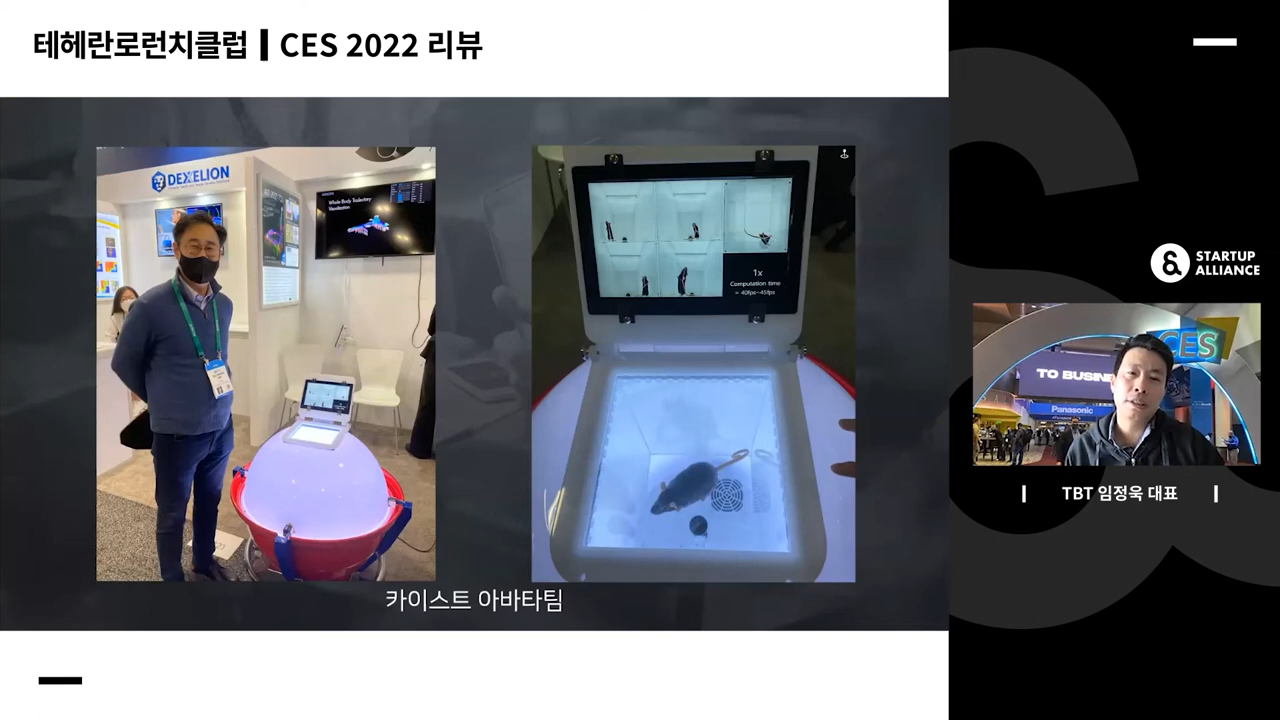 테헤란로런치클럽 | CES 2022 리뷰
DEXELION
Whole Body Trajectory
Visualization
1x
Computation time
= 40fps~45fps
카이스트 아바타팀
STARTUP
ALLIANCE
CES
TO BUSIN
Panasonic
TBT 임정욱 대표